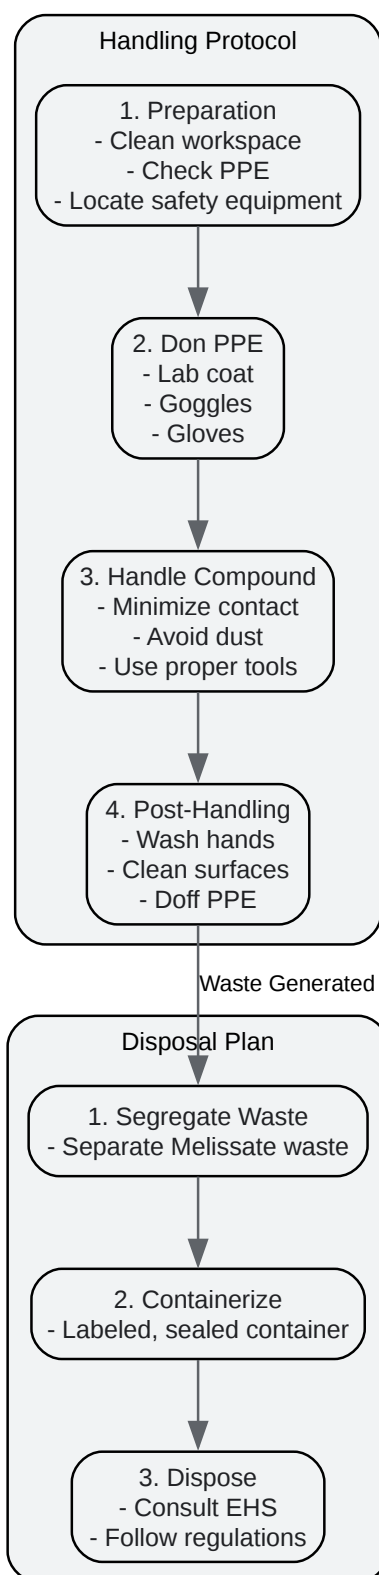 Handling Protocol
1. Preparation
- Clean workspace
- Check PPE
- Locate safety equipment
2. Don PPE
- Lab coat
- Goggles
- Gloves
3. Handle Compound
- Minimize contact
- Avoid dust
- Use proper tools
4. Post-Handling
- Wash hands
- Clean surfaces
- Doff PPE
Waste Generated
Disposal Plan
1. Segregate Waste
- Separate Melissate waste
2. Containerize
- Labeled, sealed container
3. Dispose
- Consult EHS
- Follow regulations